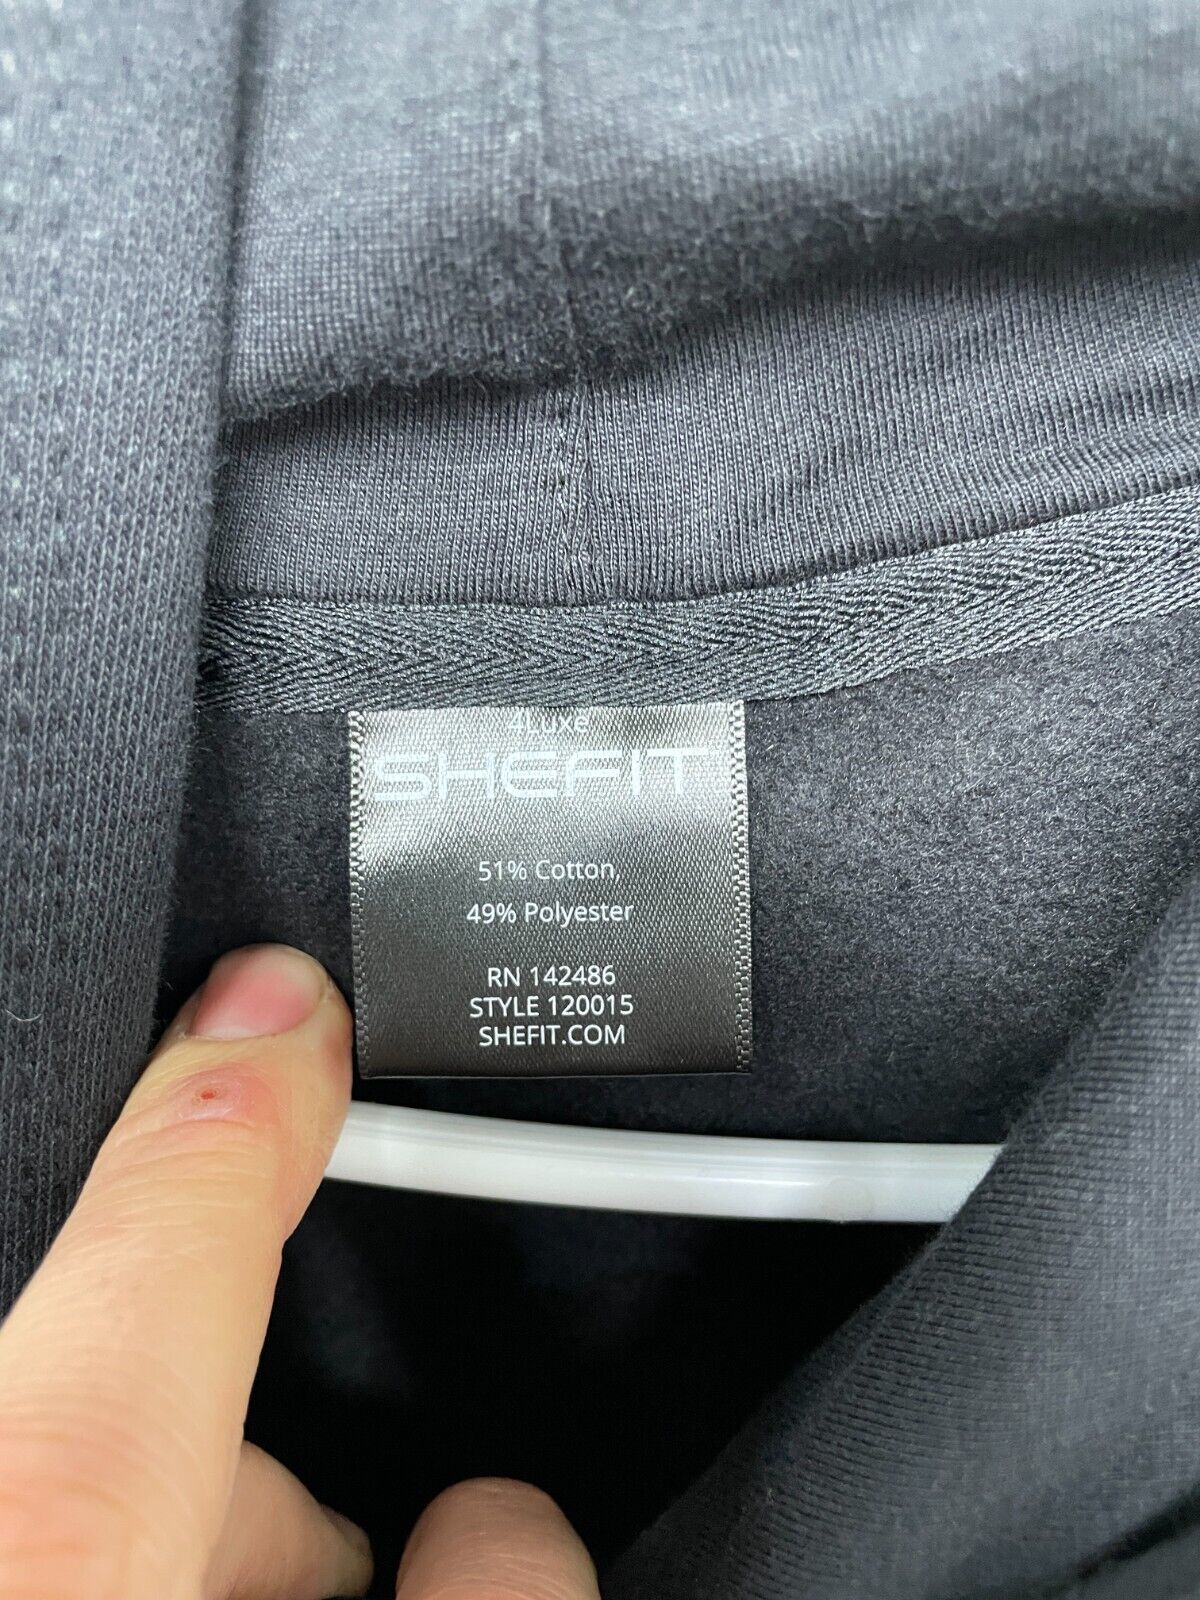 4Luxe
SHEFIT
51% Cotton,
49% Polyester
RN 142486
STYLE 120015
SHEFIT.COM